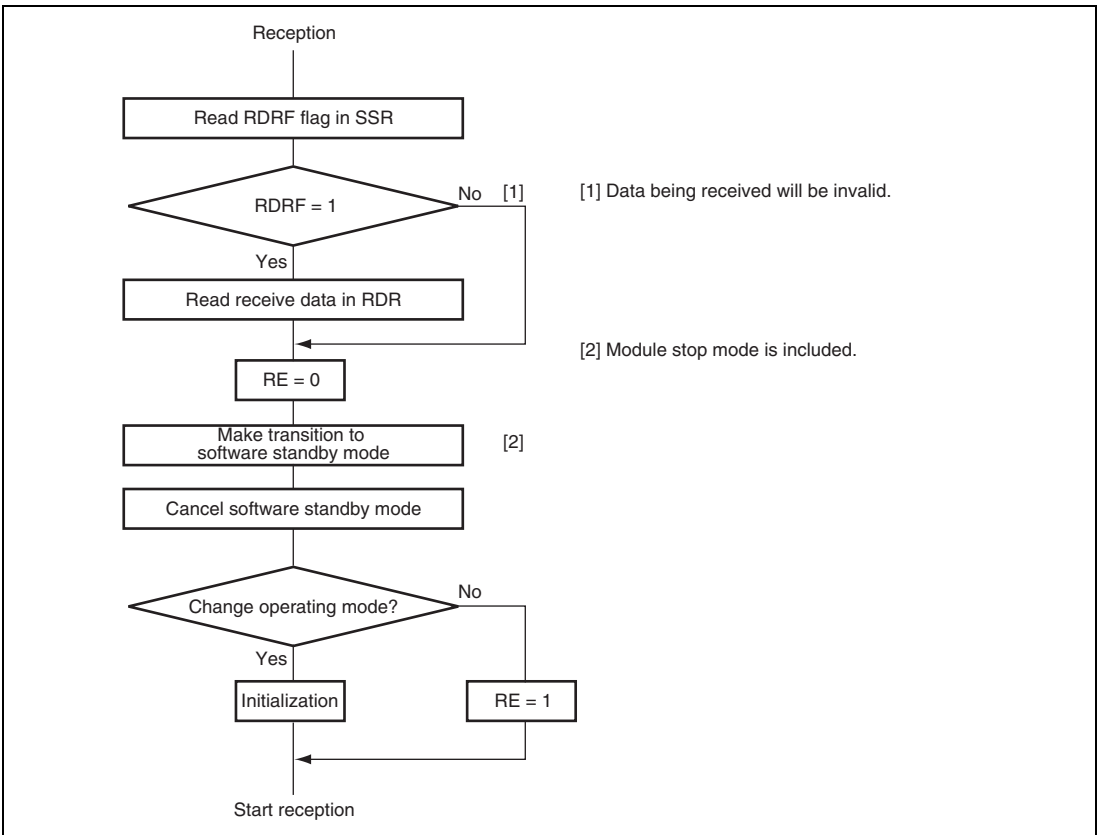 Reception
Read RDRF flag in SSR
RDRF = 1
No
[1]
[1] Data being received will be invalid.
Yes
Read receive data in RDR
[2] Module stop mode is included.
RE = 0
Make transition to
software standby mode
[2]
Cancel software standby mode
Change operating mode?
No
Yes
Initialization
RE = 1
Start reception